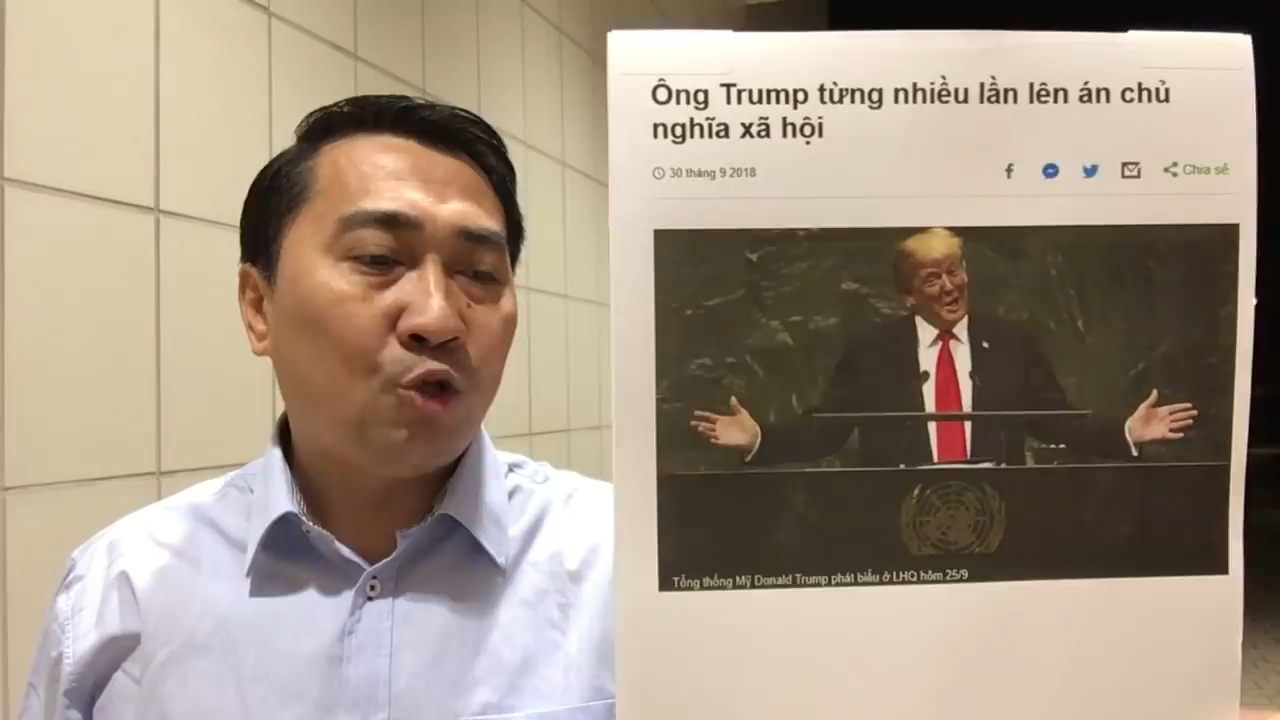 Ông Trump từng nhiều lần lên án chủ
nghĩa xã hội
30 tháng 9 2018
Chia sẻ
Tổng thống Mỹ Donald Trump phát biểu ở LHQ hôm 25/9